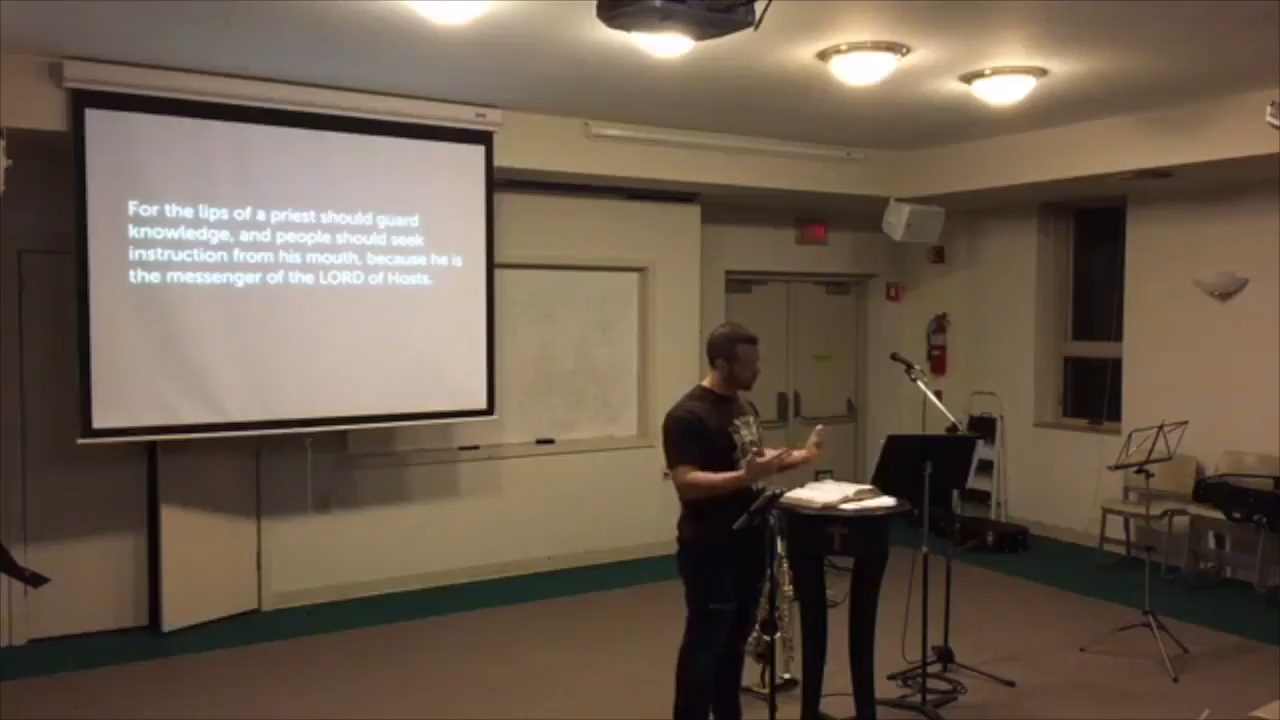 For the lips of a priest should guard
knowledge, and people should seek
instruction from his mouth, because he is
the messenger of the LORD of Hosts.